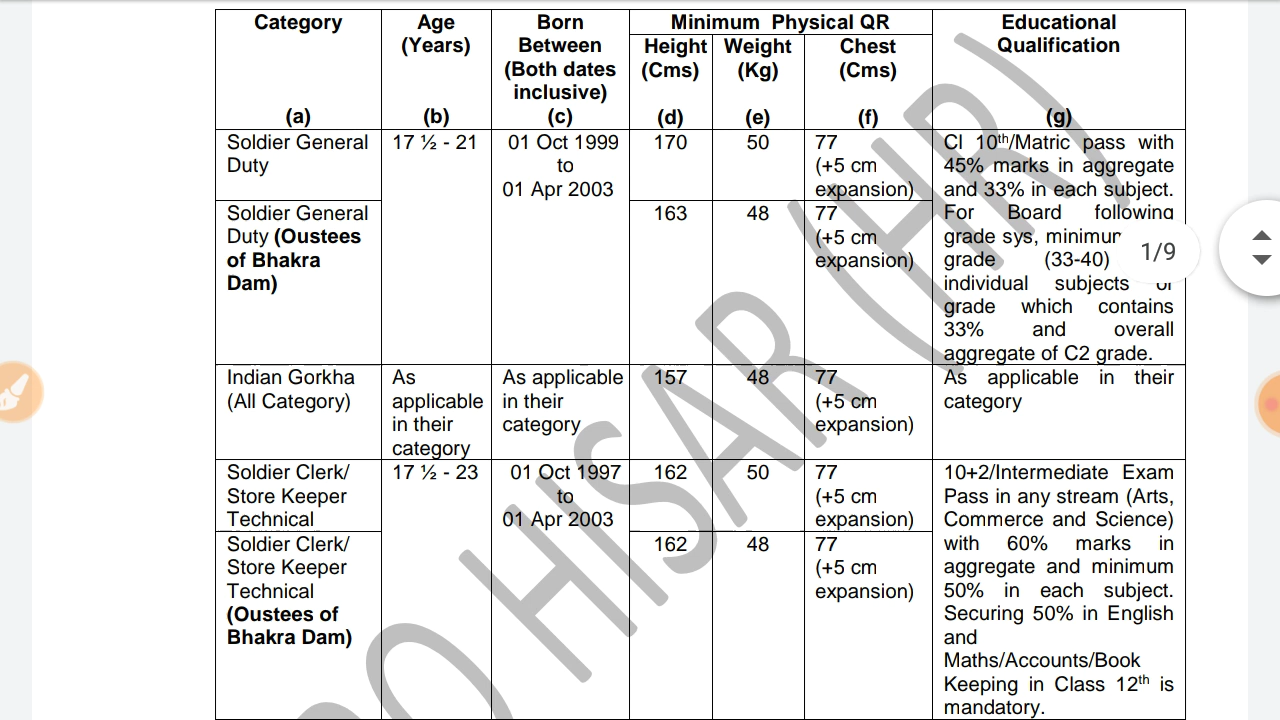 Category
(a)
Age
(Years)
(b)
Born
Between
(Both dates
inclusive)
(c)
Minimum Physical QR
Height
(Cms)
(d)
Weight
(Kg)
(e)
Chest
(Cms)
(f)
Educational
Qualification
(g)
Soldier General
Duty
17 ½ - 21
01 Oct 1999
to
01 Apr 2003
170
50
77
(+5 cm
expansion)
Cl 10th/Matric pass with
45% marks in aggregate
and 33% in each subject.
For Board following
grade sys, minimum
grade (33-40)
individual subjects or
grade which contains
33% and overall
aggregate of C2 grade.
Soldier General
Duty (Oustees
of Bhakra
Dam)
163
48
77
(+5 cm
expansion)
Indian Gorkha
(All Category)
As
applicable
in their
category
As applicable
in their
category
157
48
77
(+5 cm
expansion)
As applicable in their
category
Soldier Clerk/
Store Keeper
Technical
17 ½ - 23
01 Oct 1997
to
01 Apr 2003
162
50
77
(+5 cm
expansion)
10+2/Intermediate Exam
Pass in any stream (Arts,
Commerce and Science)
with 60% marks in
aggregate and minimum
50% in each subject.
Securing 50% in English
and
Maths/Accounts/Book
Keeping in Class 12th is
mandatory.
Soldier Clerk/
Store Keeper
Technical
(Oustees of
Bhakra Dam)
162
48
77
(+5 cm
expansion)
1/9
RO HISAR (HR)